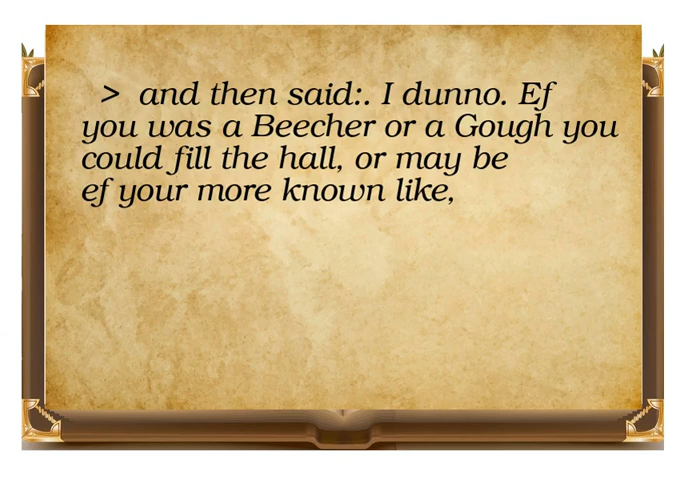 > and then said:. I dunno. Ef
you was a Beecher or a Gough you
could fill the hall, or may be
ef your more known like,